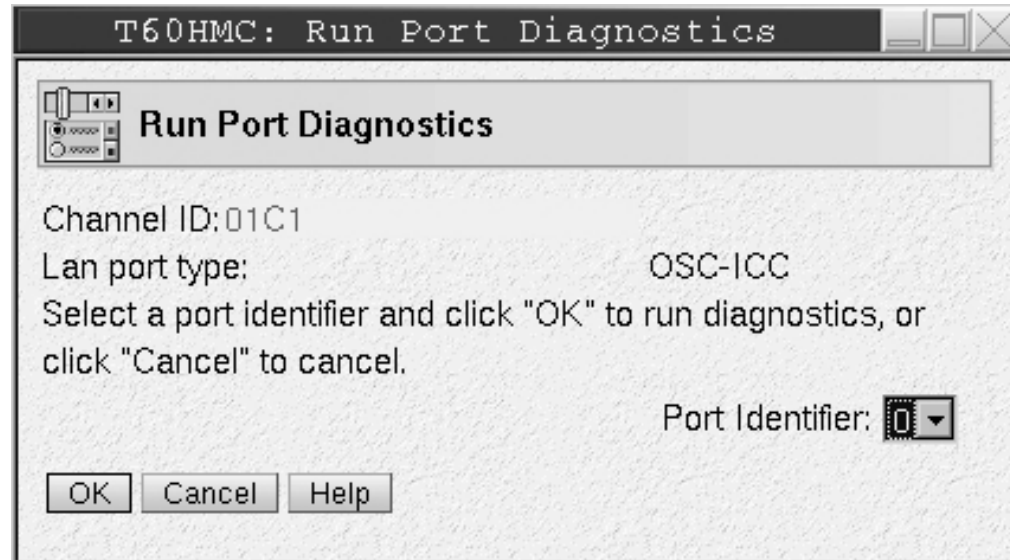 T60HMC: Run Port Diagnostics
Run Port Diagnostics
Channel ID: 01C1
Lan port type: OSC-ICC
Select a port identifier and click "OK" to run diagnostics, or
click "Cancel" to cancel.
Port Identifier: 0
OK Cancel Help